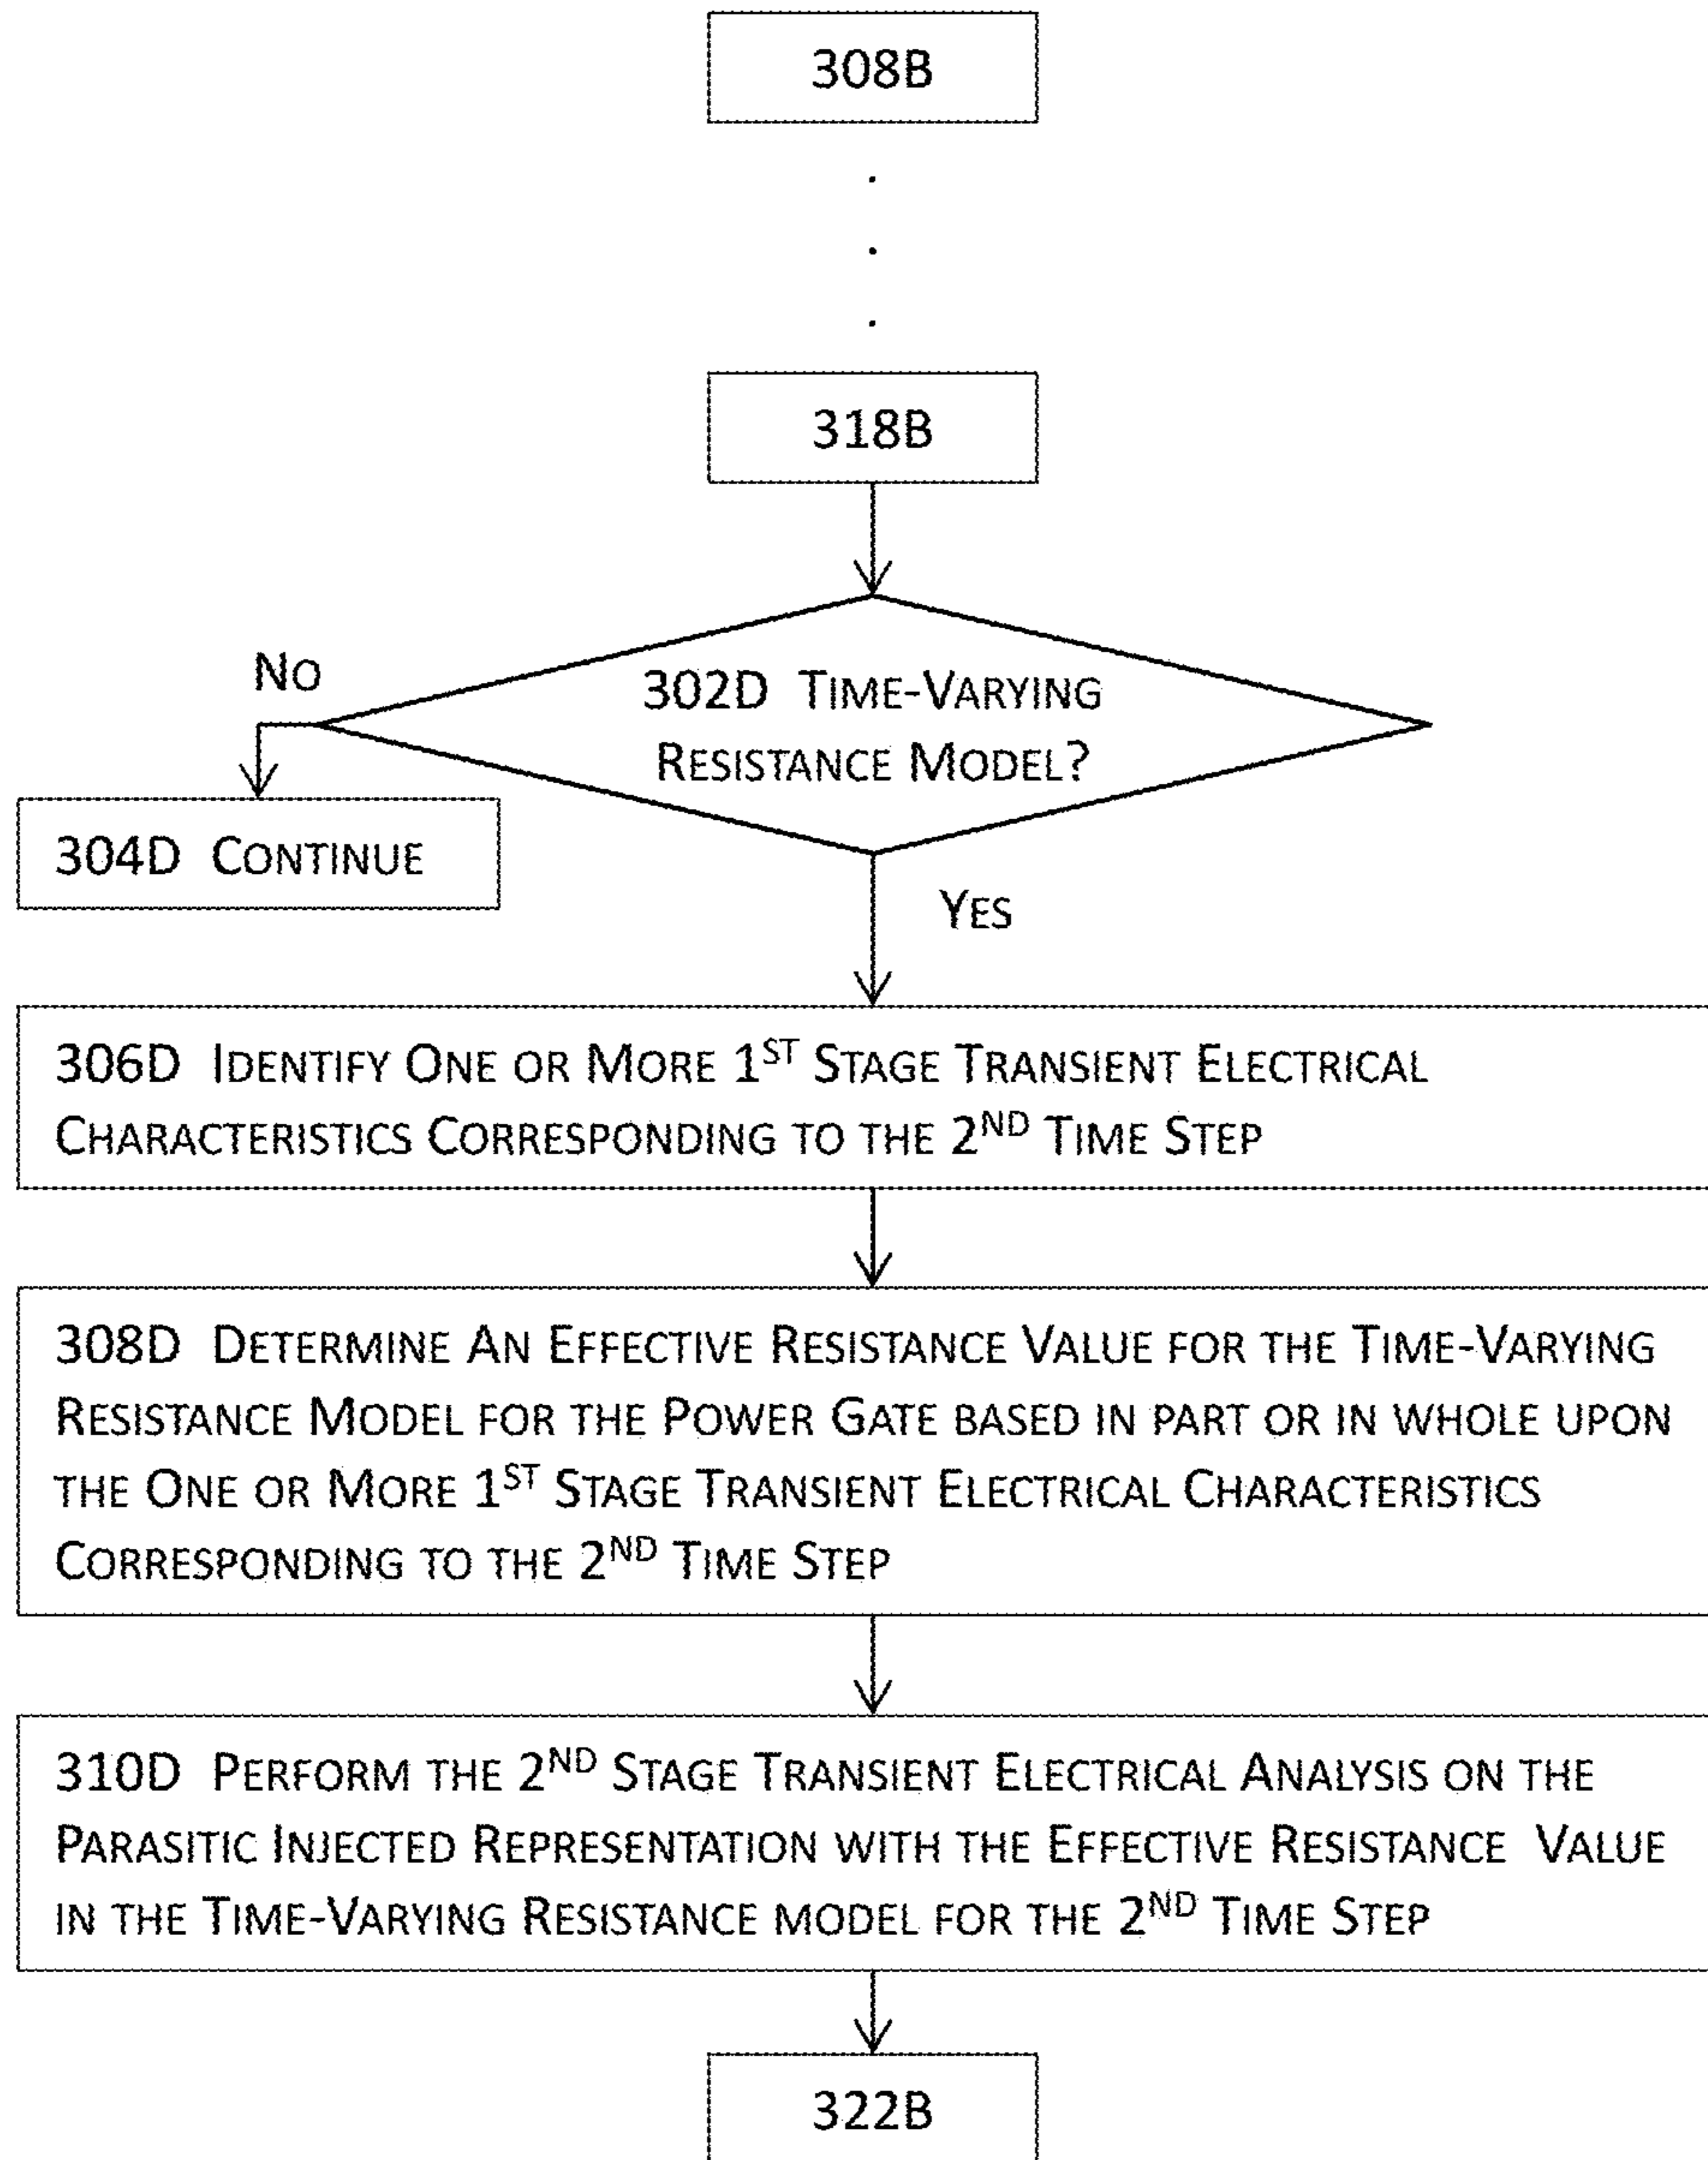 308B
.
.
.
318B
302D TIME-VARYING
RESISTANCE MODEL?
NO
304D CONTINUE
YES
306D IDENTIFY ONE OR MORE 1ST STAGE TRANSIENT ELECTRICAL
CHARACTERISTICS CORRESPONDING TO THE 2ND TIME STEP
308D DETERMINE AN EFFECTIVE RESISTANCE VALUE FOR THE TIME-VARYING
RESISTANCE MODEL FOR THE POWER GATE BASED IN PART OR IN WHOLE UPON
THE ONE OR MORE 1ST STAGE TRANSIENT ELECTRICAL CHARACTERISTICS
CORRESPONDING TO THE 2ND TIME STEP
310D PERFORM THE 2ND STAGE TRANSIENT ELECTRICAL ANALYSIS ON THE
PARASITIC INJECTED REPRESENTATION WITH THE EFFECTIVE RESISTANCE VALUE
IN THE TIME-VARYING RESISTANCE MODEL FOR THE 2ND TIME STEP
322B